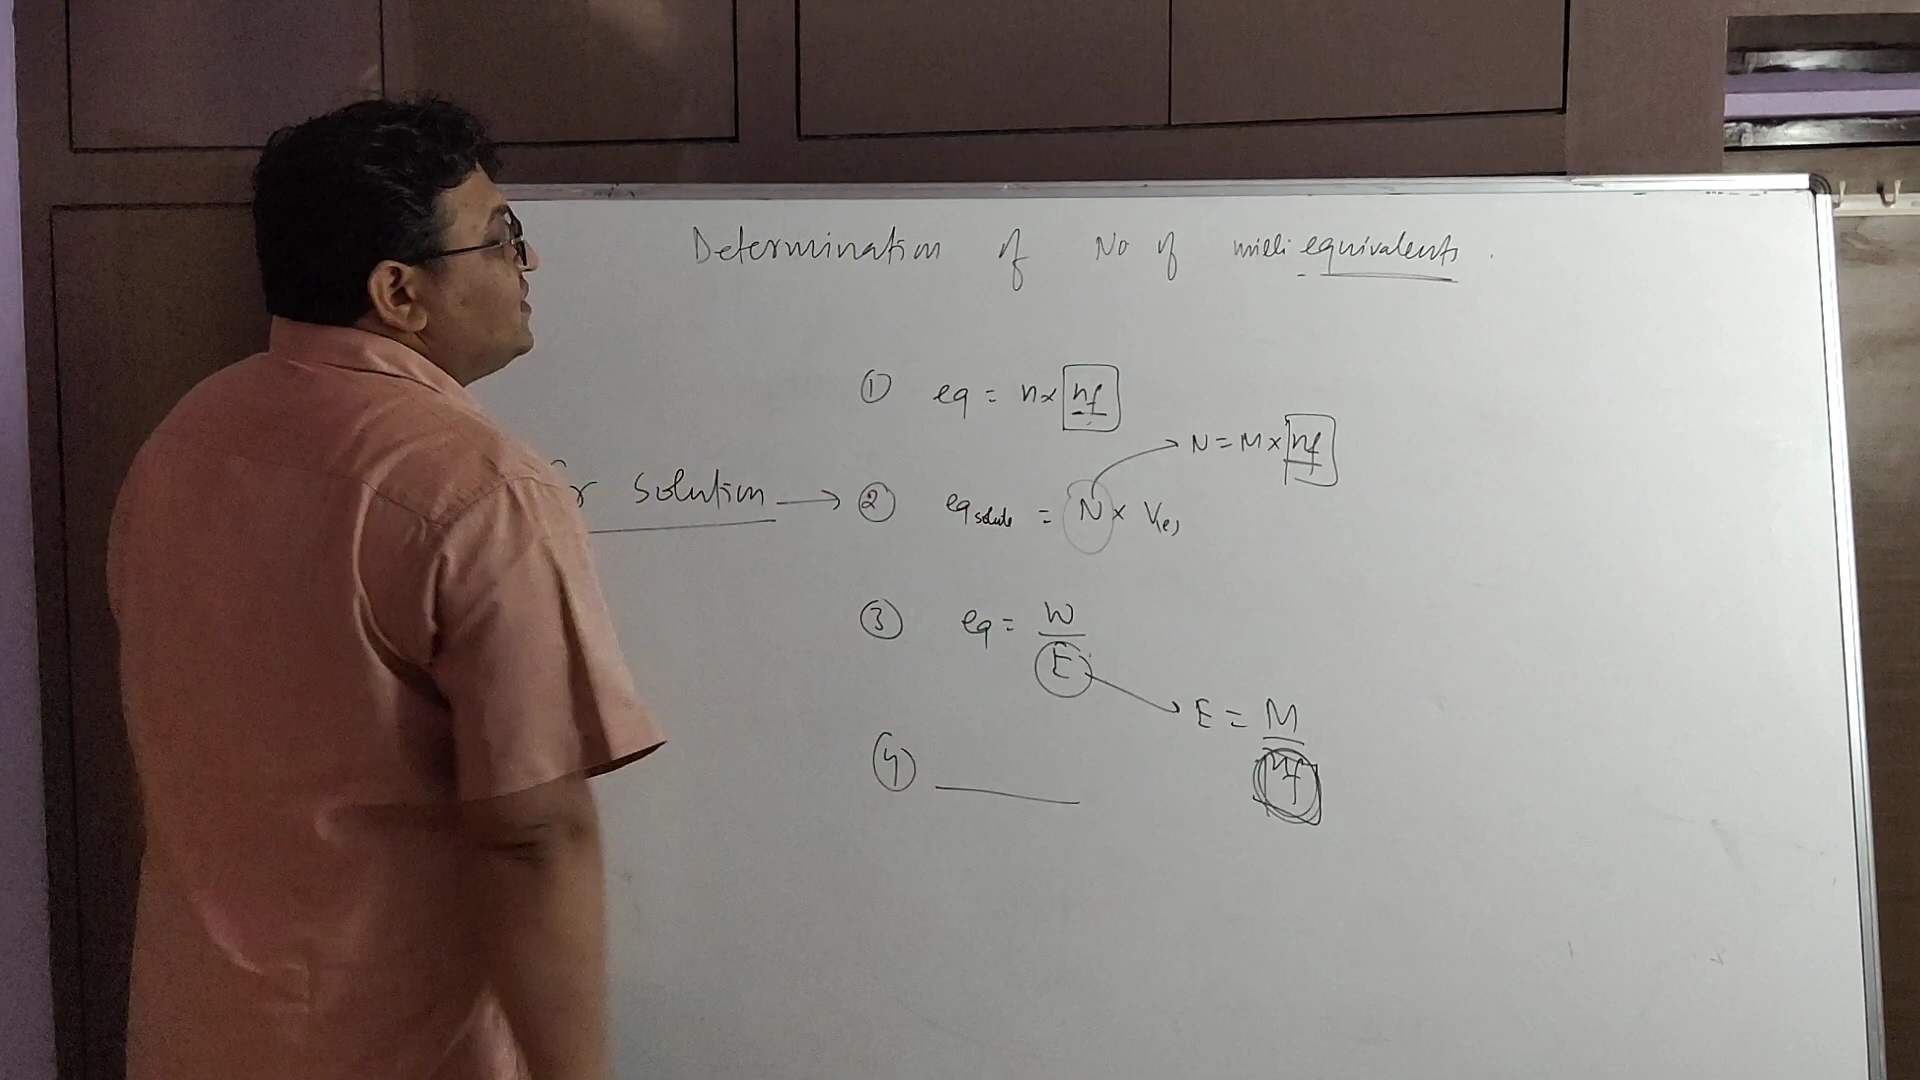 Determination of No of milli-equivalents.
① eq = n × nf
N = M × nf
r solution → ② eq solute = N × V(l)
③ eq = W/E
E = M/nf
④